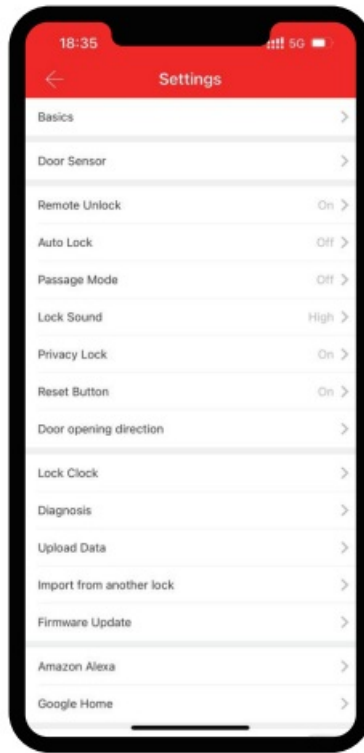 18:35 5G
Settings
Basics
Door Sensor
Remote Unlock On
Auto Lock Off
Passage Mode Off
Lock Sound High
Privacy Lock On
Reset Button On
Door opening direction
Lock Clock
Diagnosis
Upload Data
Import from another lock
Firmware Update
Amazon Alexa
Google Home